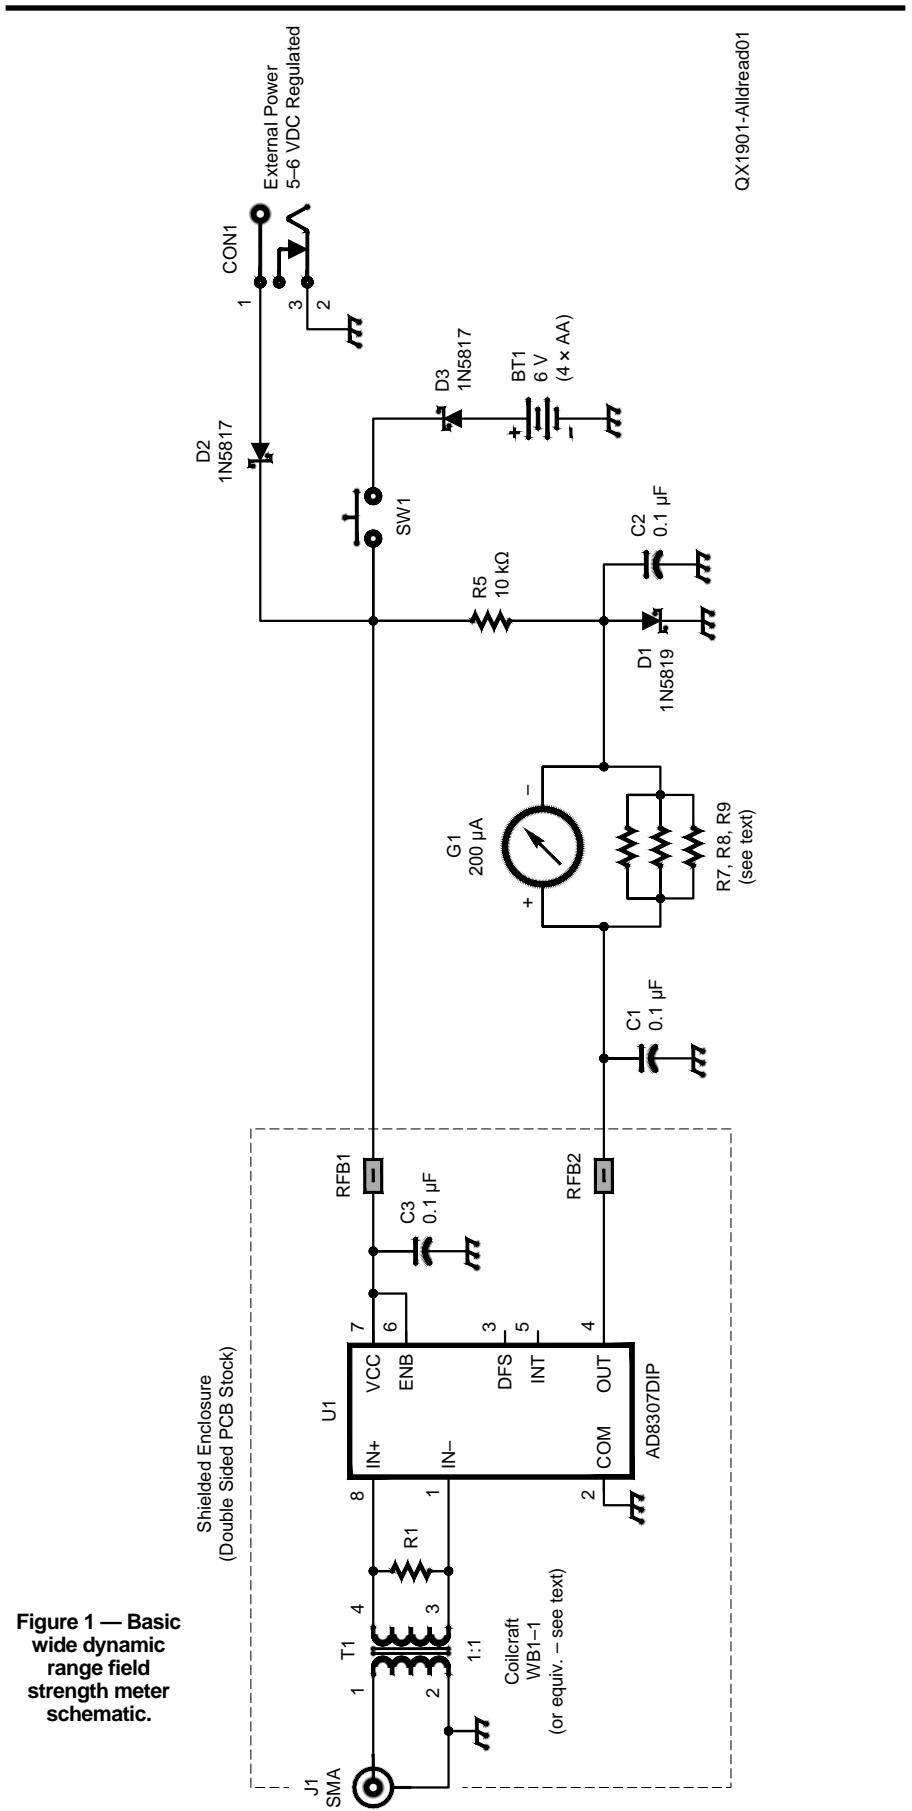 Figure 1 — Basic
wide dynamic
range field
strength meter
schematic.
J1
SMA
T1
1
2
4
3
1:1
Coilcraft
WB1–1
(or equiv. – see text)
R1
Shielded Enclosure
(Double Sided PCB Stock)
U1
8
1
2
IN+
IN–
COM
VCC
ENB
DFS
INT
OUT
7
6
3
5
4
AD8307DIP
C3
0.1 µF
RFB1
RFB2
C1
0.1 µF
G1
200 µA
+
–
R7, R8, R9
(see text)
D1
1N5819
C2
0.1 µF
R5
10 kΩ
SW1
D2
1N5817
D3
1N5817
BT1
6 V
(4 × AA)
+
–
1
3
2
CON1
External Power
5–6 VDC Regulated
QX1901-Alldread01